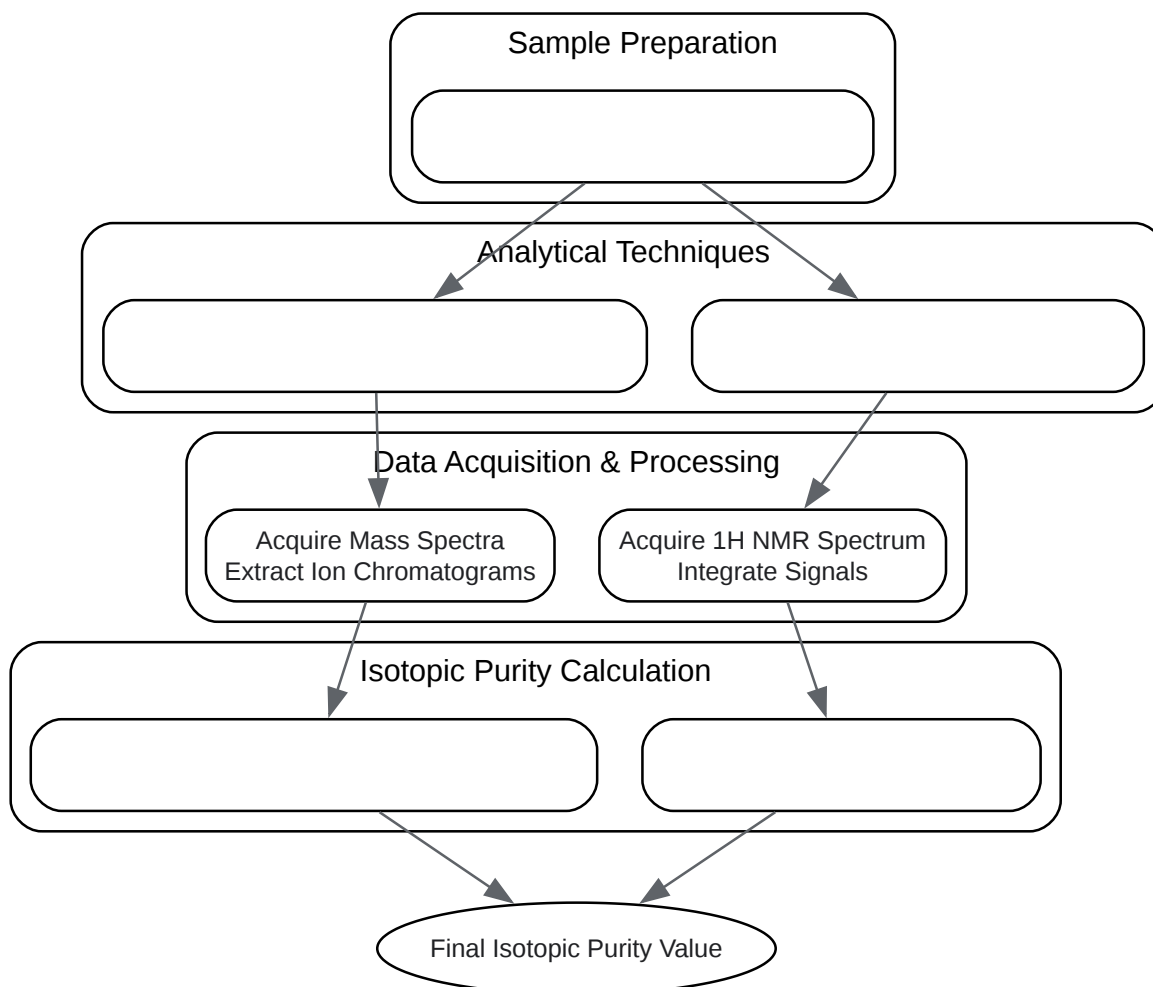 Sample Preparation
Analytical Techniques
Data Acquisition & Processing
Acquire Mass Spectra
Extract Ion Chromatograms
Acquire 1H NMR Spectrum
Integrate Signals
Isotopic Purity Calculation
Final Isotopic Purity Value